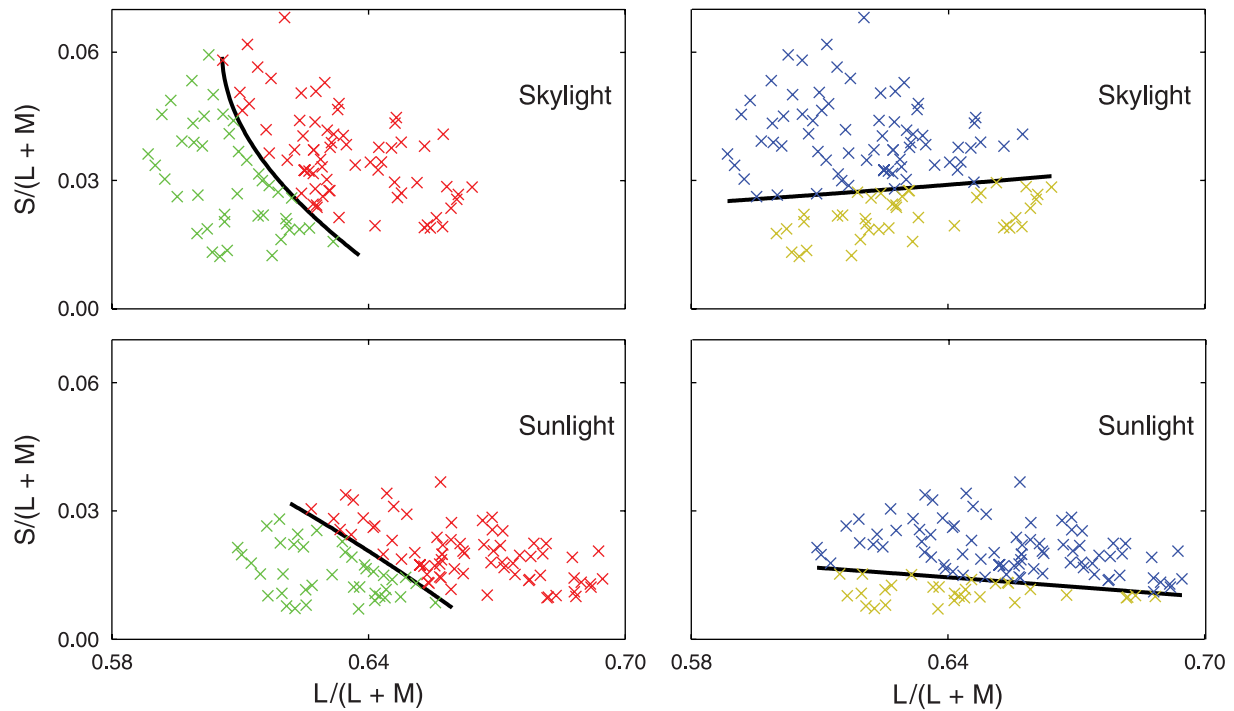 S/(L + M)
0.06
0.03
0.00
Skylight
Skylight
S/(L + M)
0.06
0.03
0.00
Sunlight
Sunlight
0.58
0.64
0.70
0.58
0.64
0.70
L/(L + M)
L/(L + M)